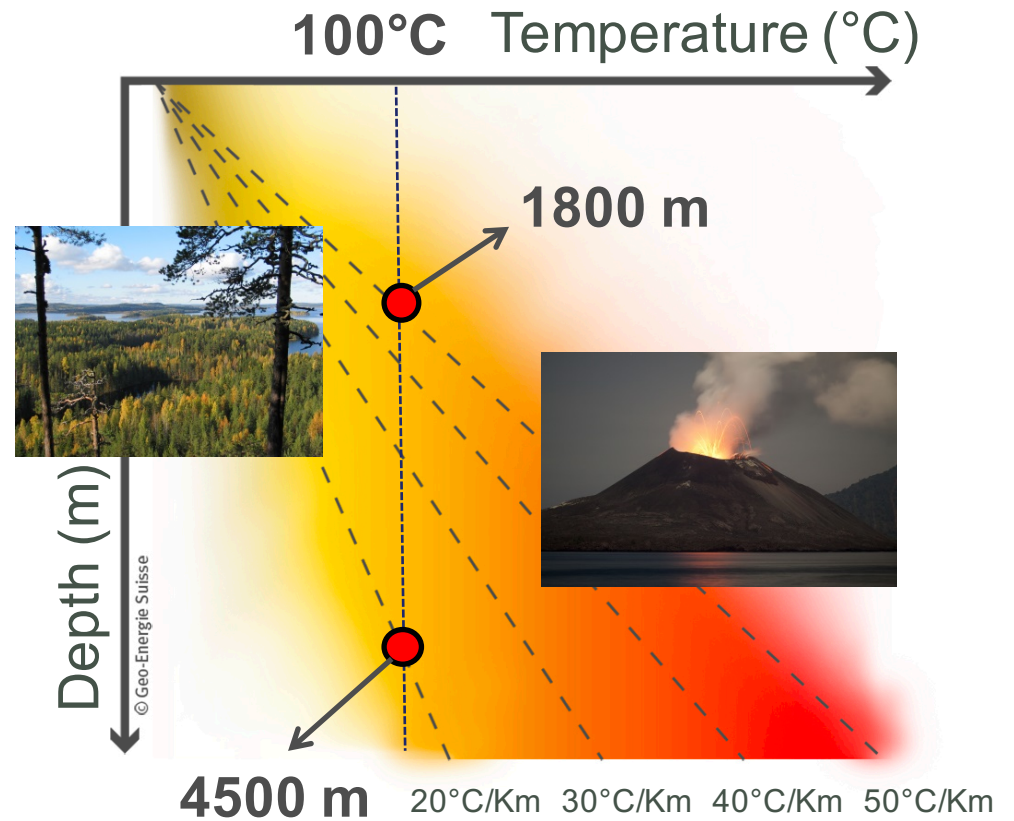 100°C Temperature (°C)
1800 m
Depth (m)
© Geo-Energie Suisse
4500 m
20°C/Km 30°C/Km 40°C/Km 50°C/Km